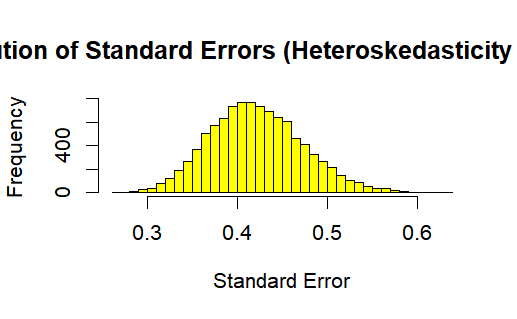 ution of Standard Errors (Heteroskedasticity
Frequency
400
0
0.3 0.4 0.5 0.6
Standard Error